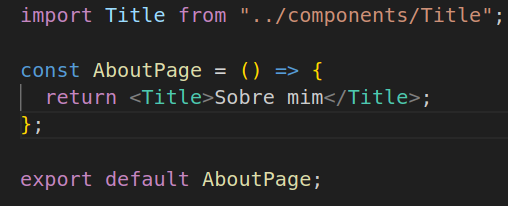 import Title from "../components/Title";
const AboutPage = () => {
return <Title>Sobre mim</Title>;
};
export default AboutPage;